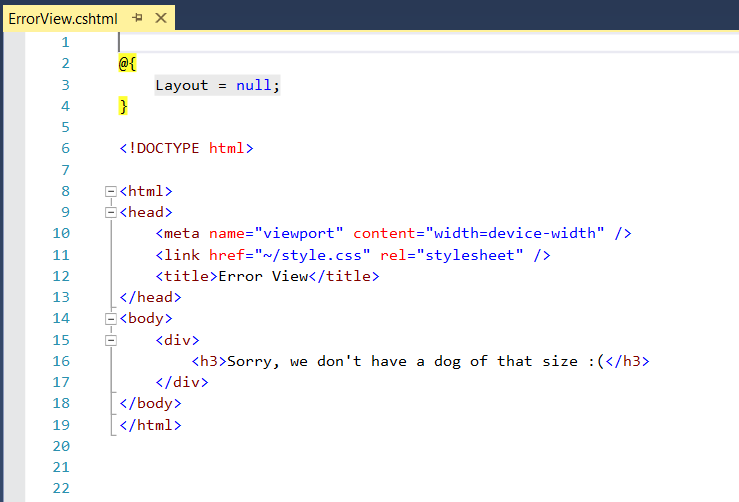 ErrorView.cshtml
1
2 @{
3 Layout = null;
4 }
5
6 <!DOCTYPE html>
7
8 <html>
9 <head>
10 <meta name="viewport" content="width=device-width" />
11 <link href="~/style.css" rel="stylesheet" />
12 <title>Error View</title>
13 </head>
14 <body>
15 <div>
16 <h3>Sorry, we don't have a dog of that size :(</h3>
17 </div>
18 </body>
19 </html>
20
21
22